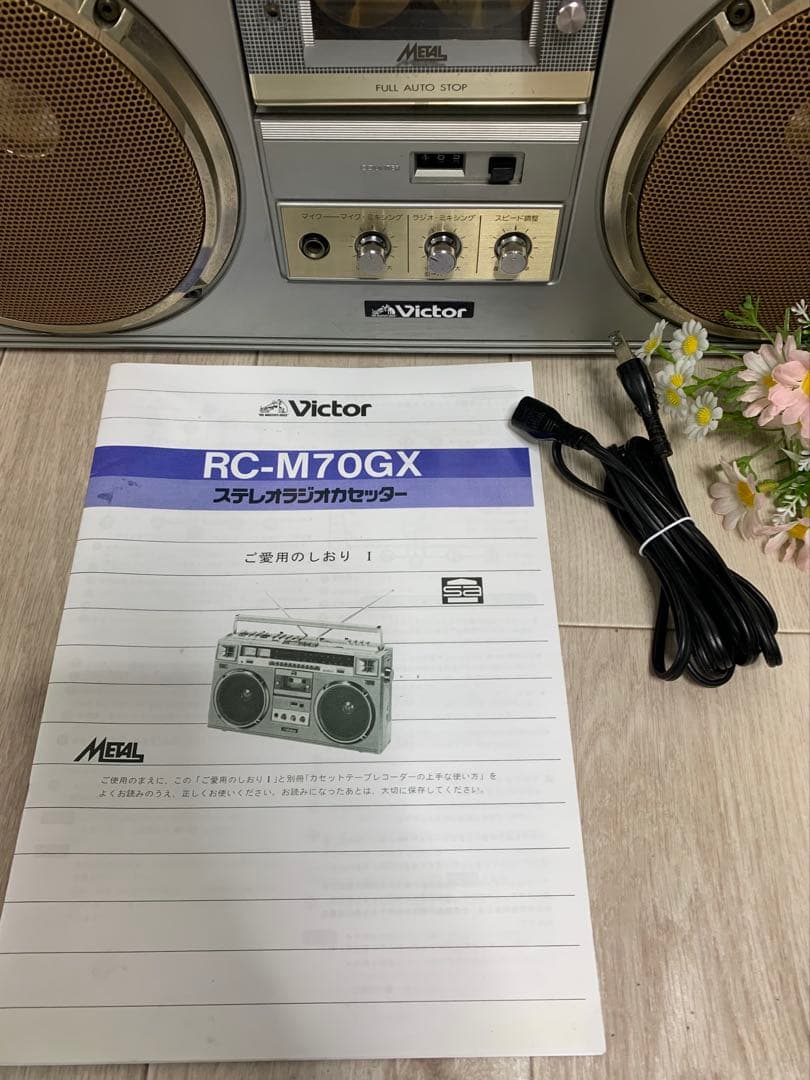 METAL
FULL AUTO STOP
COUNTER
402
マイク マイク・ミキシング ラジオ・ミキシング スピード調整
大 大
Victor
Victor
RC-M70GX
ステレオラジオカセッター
ご愛用のしおり I
sa
METAL
ご使用のまえに、この「ご愛用のしおり I」と別冊「カセットテープレコーダーの上手な使い方」を
よくお読みのうえ、正しくお使いください。お読みになったあとは、大切に保存してください。